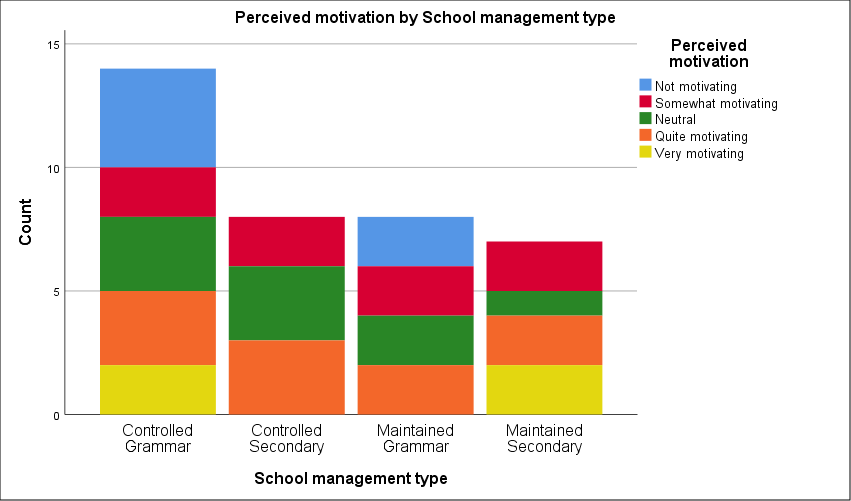 Perceived motivation by School management type
15
10
5
0
Count
Controlled
Grammar
Controlled
Secondary
Maintained
Grammar
Maintained
Secondary
School management type
Perceived
motivation
Not motivating
Somewhat motivating
Neutral
Quite motivating
Very motivating